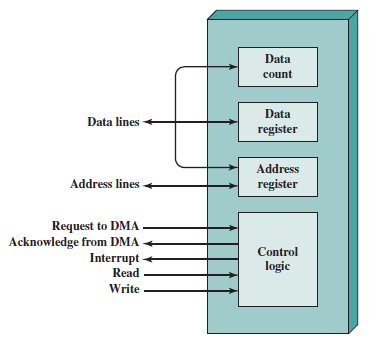 Data
count
Data lines
Data
register
Address lines
Address
register
Request to DMA
Acknowledge from DMA
Interrupt
Read
Write
Control
logic